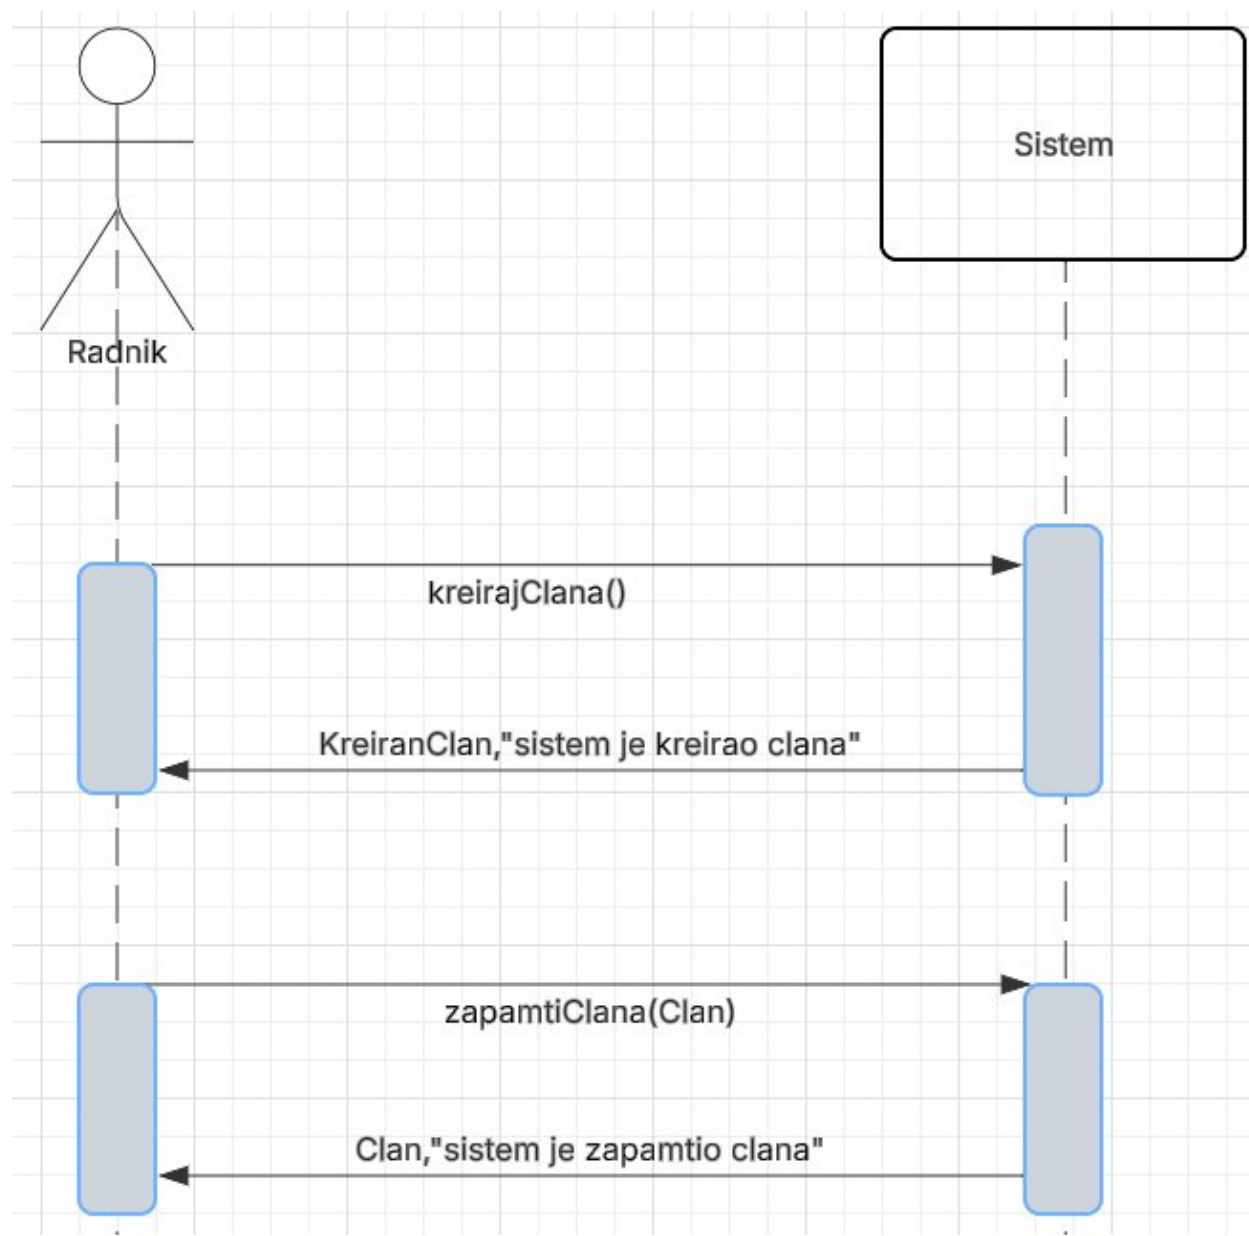 Sistem
Radnik
kreirajClana()
KreiranClan,"sistem je kreirao clana"
zapamtiClana(Clan)
Clan,"sistem je zapamtio clana"